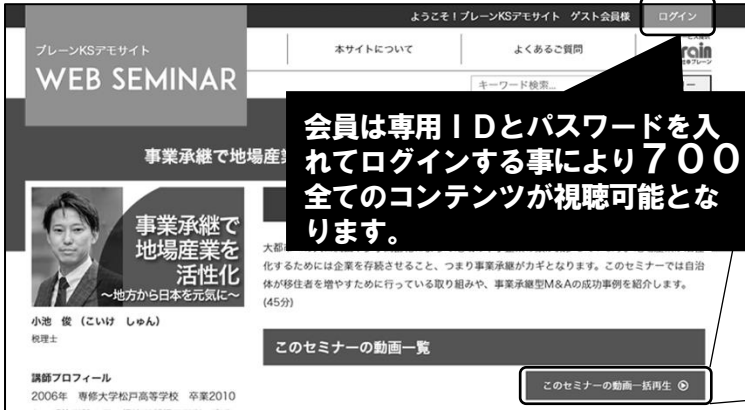 ようこそ!ブレーンKSデモサイト ゲスト会員様
ログイン
ブレーンKSデモサイト
WEB SEMINAR
本サイトについて
よくあるご質問
rain
キーワード検索...
会員は専用IDとパスワードを入
れてログインする事により700
全てのコンテンツが視聴可能とな
ります。
事業承継で地場産
事業承継で
地場産業を
活性化
~地方から日本を元気に~
化するためには企業を存続させること、つまり事業承継がカギとなります。このセミナーでは自治
体が移住者を増やすために行っている取り組みや、事業承継型M&Aの成功事例を紹介します。
(45分)
小池 俊 (こいけ しゅん)
税理士
このセミナーの動画一覧
このセミナーの動画一括再生
講師プロフィール
2006年 専修大学松戸高等学校 卒業2010